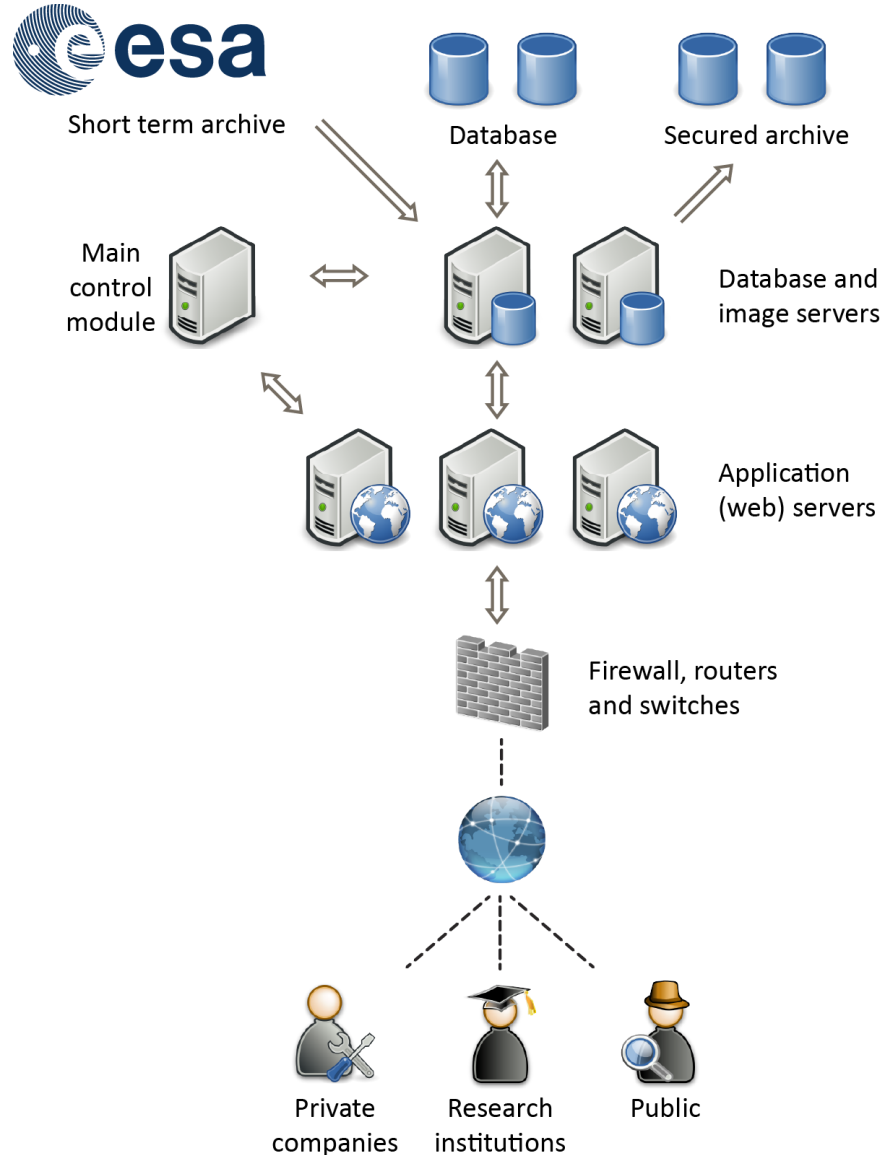 esa
Short term archive
Database
Secured archive
Main
control
module
Database and
image servers
Application
(web) servers
Firewall, routers
and switches
Private
companies
Research
institutions
Public